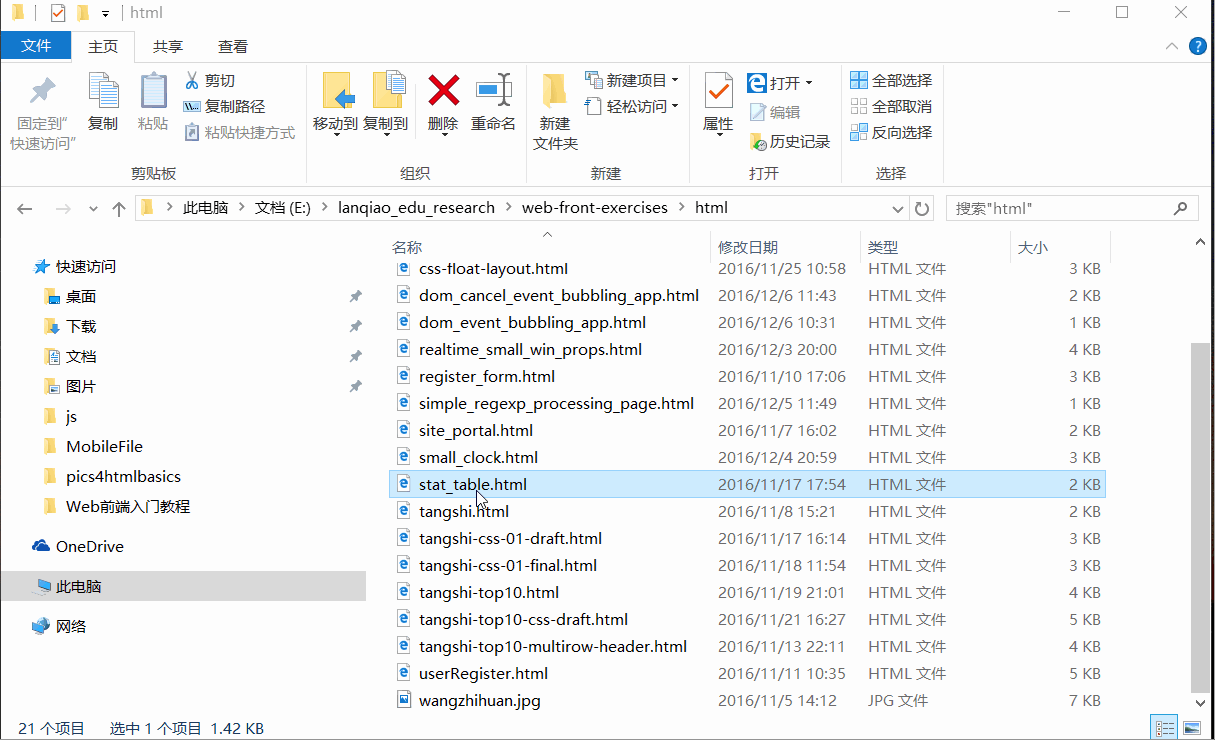 html
文件 主页 共享 查看
固定到“快速访问”
复制
粘贴
剪切
复制路径
粘贴快捷方式
剪贴板
移动到
复制到
删除
重命名
组织
新建文件夹
新建项目
轻松访问
新建
属性
打开
编辑
历史记录
打开
全部选择
全部取消
反向选择
选择
此电脑 > 文档 (E:) > lanqiao_edu_research > web-front-exercises > html
搜索"html"
快速访问
桌面
下载
文档
图片
js
MobileFile
pics4htmlbasics
Web前端入门教程
OneDrive
此电脑
网络
名称 修改日期 类型 大小
css-float-layout.html 2016/11/25 10:58 HTML 文件 3 KB
dom_cancel_event_bubbling_app.html 2016/12/6 11:43 HTML 文件 2 KB
dom_event_bubbling_app.html 2016/12/6 10:31 HTML 文件 1 KB
realtime_small_win_props.html 2016/12/3 20:00 HTML 文件 4 KB
register_form.html 2016/11/10 17:06 HTML 文件 3 KB
simple_regexp_processing_page.html 2016/12/5 11:49 HTML 文件 1 KB
site_portal.html 2016/11/7 16:02 HTML 文件 2 KB
small_clock.html 2016/12/4 20:59 HTML 文件 3 KB
stat_table.html 2016/11/17 17:54 HTML 文件 2 KB
tangshi.html 2016/11/8 15:21 HTML 文件 2 KB
tangshi-css-01-draft.html 2016/11/17 16:14 HTML 文件 3 KB
tangshi-css-01-final.html 2016/11/18 11:54 HTML 文件 3 KB
tangshi-top10.html 2016/11/19 21:01 HTML 文件 4 KB
tangshi-top10-css-draft.html 2016/11/21 16:27 HTML 文件 5 KB
tangshi-top10-multirow-header.html 2016/11/13 22:11 HTML 文件 4 KB
userRegister.html 2016/11/11 10:35 HTML 文件 5 KB
wangzhihuan.jpg 2016/11/5 14:12 JPG 文件 7 KB
21 个项目 选中 1 个项目 1.42 KB